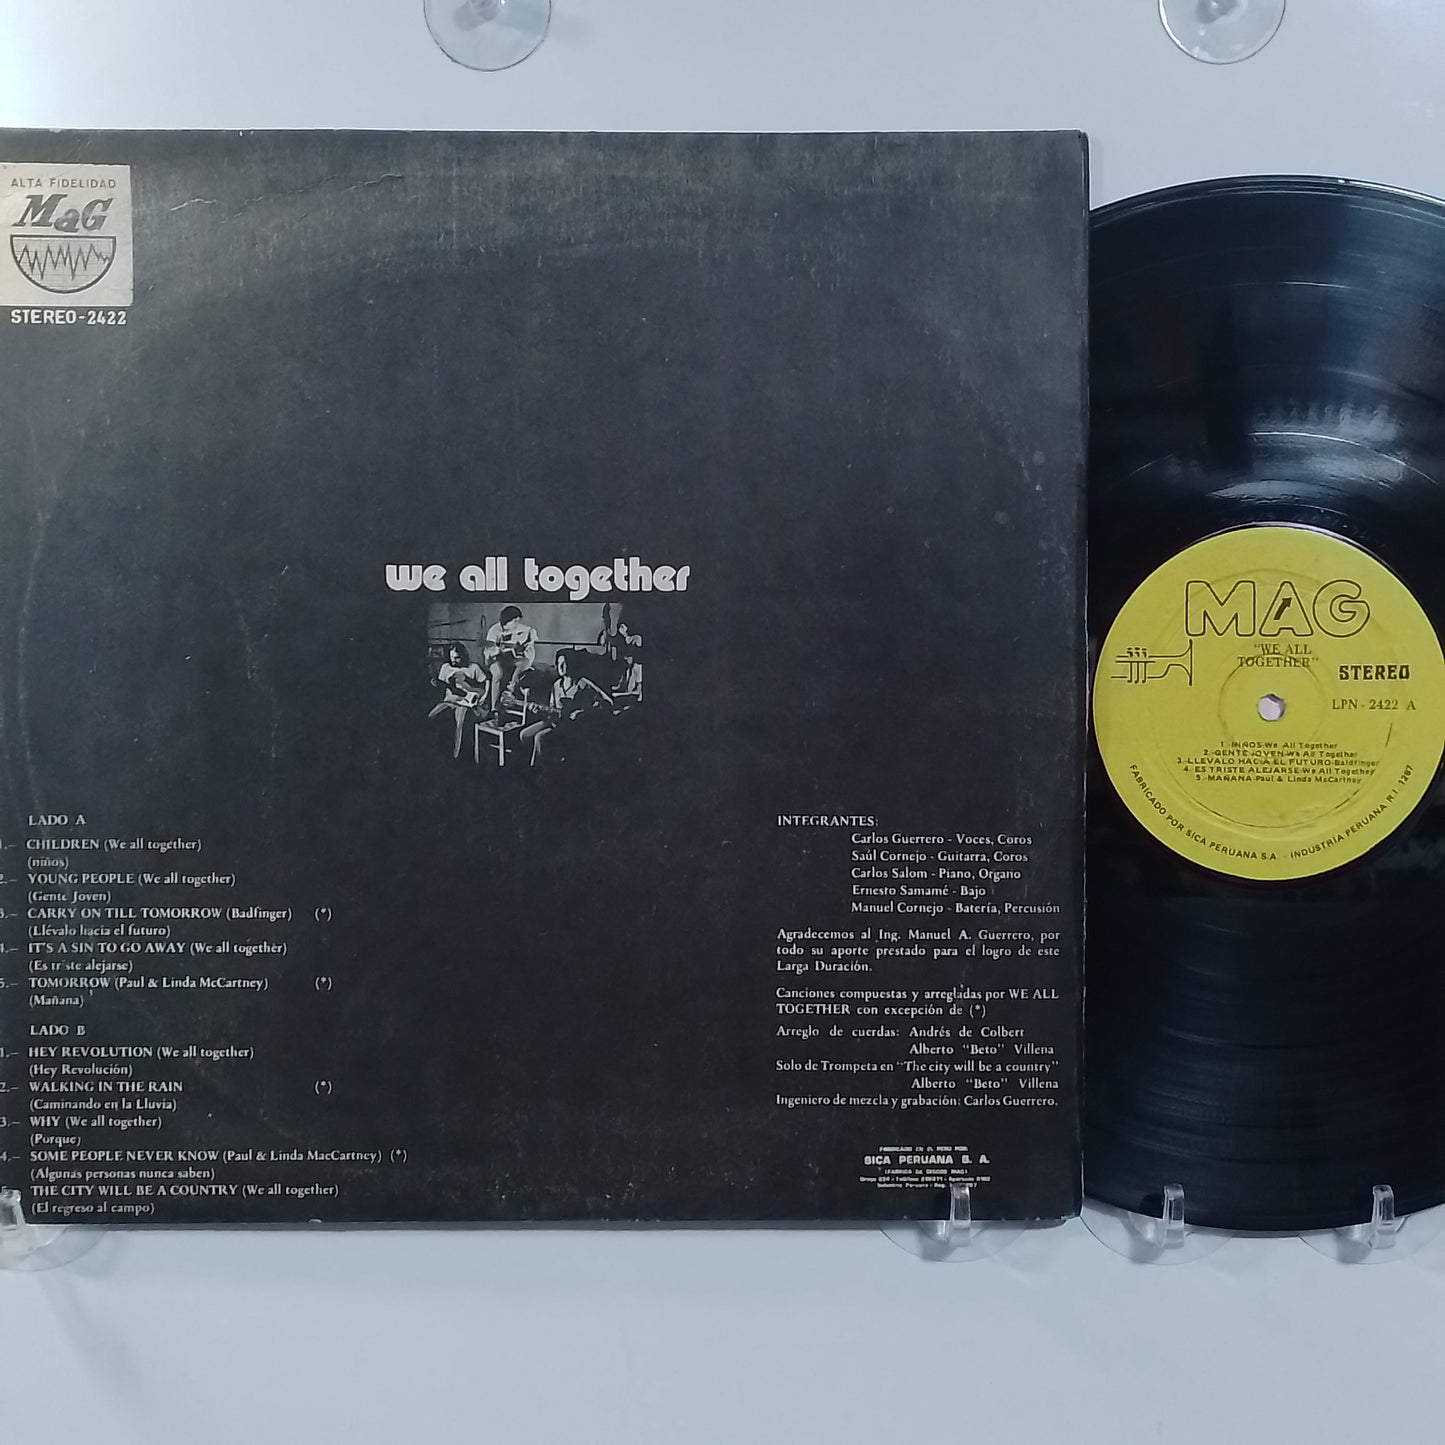 ALTA FIDELIDAD
MaG
STEREO-2422
we all together
LADO A
1.– CHILDREN (We all together)
(niños)
2.– YOUNG PEOPLE (We all together)
(Gente Joven)
3.– CARRY ON TILL TOMORROW (Badfinger) (*)
(Llévalo hacia el futuro)
4.– IT'S A SIN TO GO AWAY (We all together)
(Es triste alejarse)
5.– TOMORROW (Paul & Linda McCartney) (*)
(Mañana)
LADO B
1.– HEY REVOLUTION (We all together)
(Hey Revolución)
2.– WALKING IN THE RAIN (*)
(Caminando en la Lluvia)
3.– WHY (We all together)
(Porque)
4.– SOME PEOPLE NEVER KNOW (Paul & Linda MacCartney) (*)
(Algunas personas nunca saben)
THE CITY WILL BE A COUNTRY (We all together)
(El regreso al campo)
INTEGRANTES:
Carlos Guerrero - Voces, Coros
Saúl Cornejo - Guitarra, Coros
Carlos Salom - Piano, Organo
Ernesto Samamé - Bajo
Manuel Cornejo - Batería, Percusión
Agradecemos al Ing. Manuel A. Guerrero, por
todo su aporte prestado para el logro de este
Larga Duración.
Canciones compuestas y arregladas por WE ALL
TOGETHER con excepción de (*)
Arreglo de cuerdas: Andrés de Colbert
Alberto "Beto" Villena
Solo de Trompeta en "The city will be a country"
Alberto "Beto" Villena
Ingeniero de mezcla y grabación: Carlos Guerrero.
FABRICADO EN EL PERU POR:
SICA PERUANA S. A.
(FABRICA DE DISCOS MAG)
MAG
"WE ALL
TOGETHER"
STEREO
LPN - 2422 A
1. NIÑOS-We All Together
2. GENTE JOVEN-We All Together
3. LLEVALO HACIA EL FUTURO-Baldfinger
4. ES TRISTE ALEJARSE-We All Together
5. MAÑANA-Paul & Linda McCartney
FABRICADO POR SICA PERUANA S.A. - INDUSTRIA PERUANA R.I. 1267